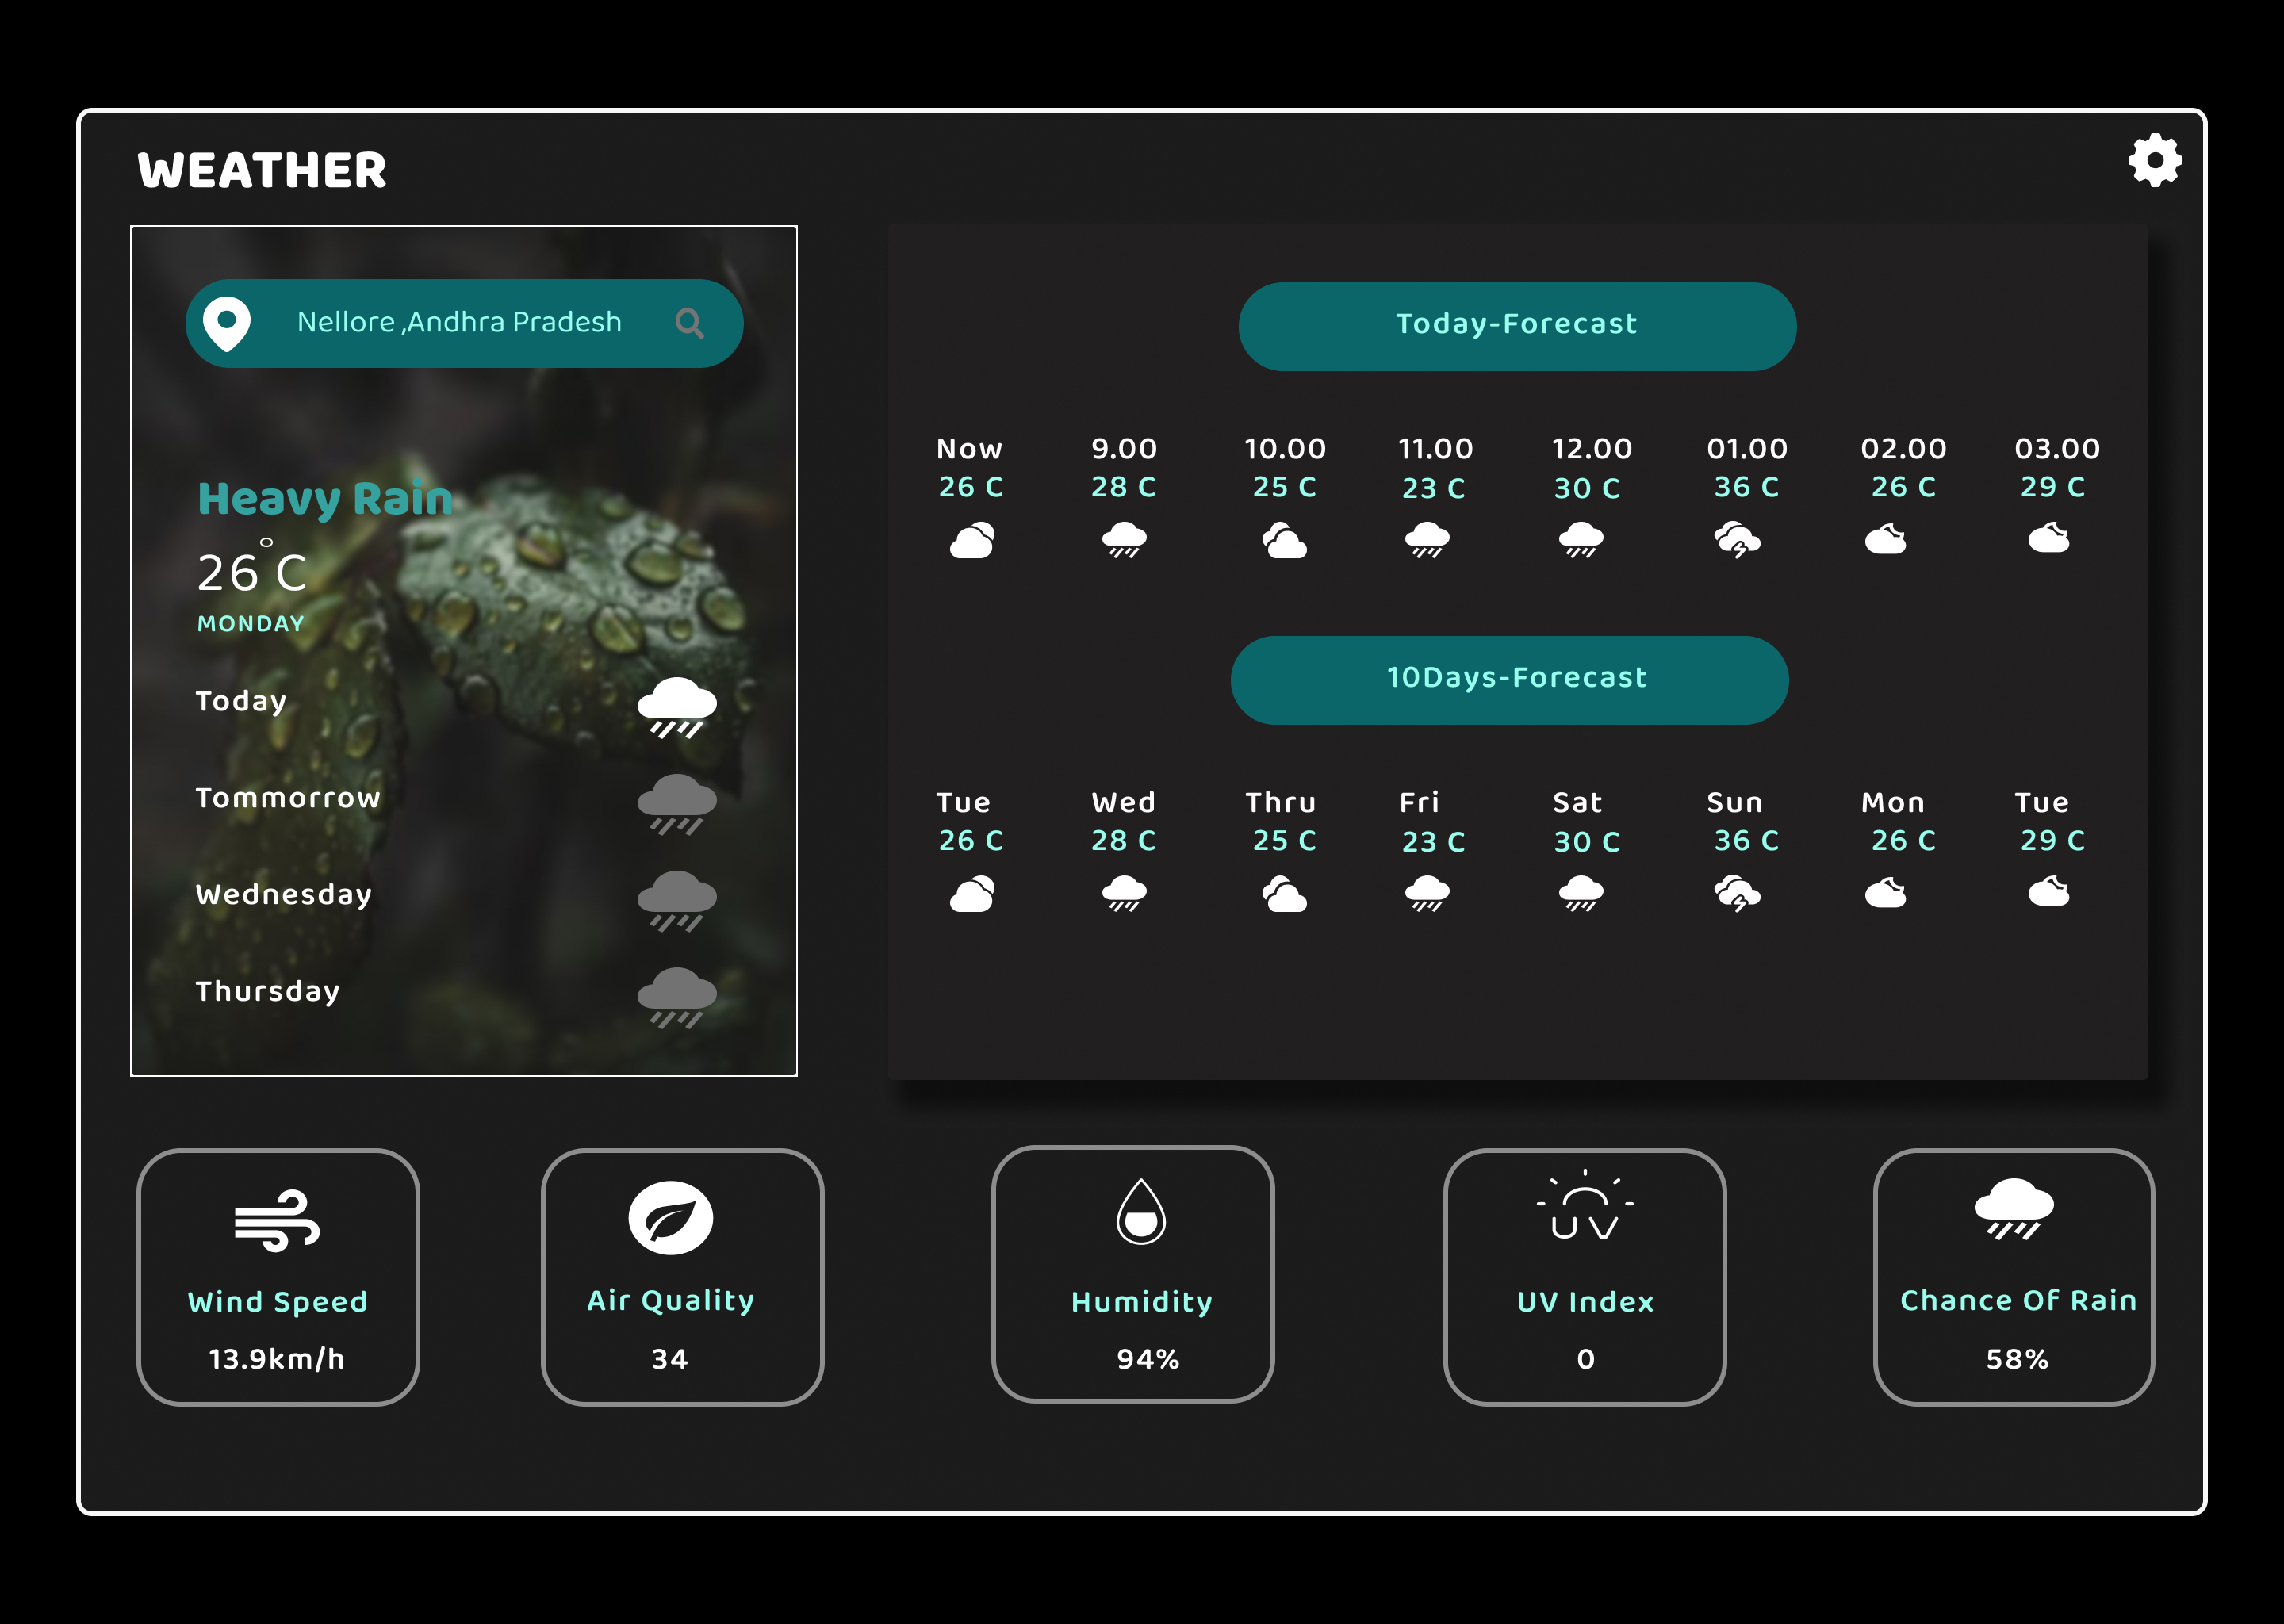 WEATHER
Nellore ,Andhra Pradesh
Heavy Rain
26°C
MONDAY
Today
Tommorrow
Wednesday
Thursday
Today-Forecast
Now 9.00 10.00 11.00 12.00 01.00 02.00 03.00
26 C 28 C 25 C 23 C 30 C 36 C 26 C 29 C
10Days-Forecast
Tue Wed Thru Fri Sat Sun Mon Tue
26 C 28 C 25 C 23 C 30 C 36 C 26 C 29 C
UV
Wind Speed Air Quality Humidity UV Index Chance Of Rain
13.9km/h 34 94% 0 58%